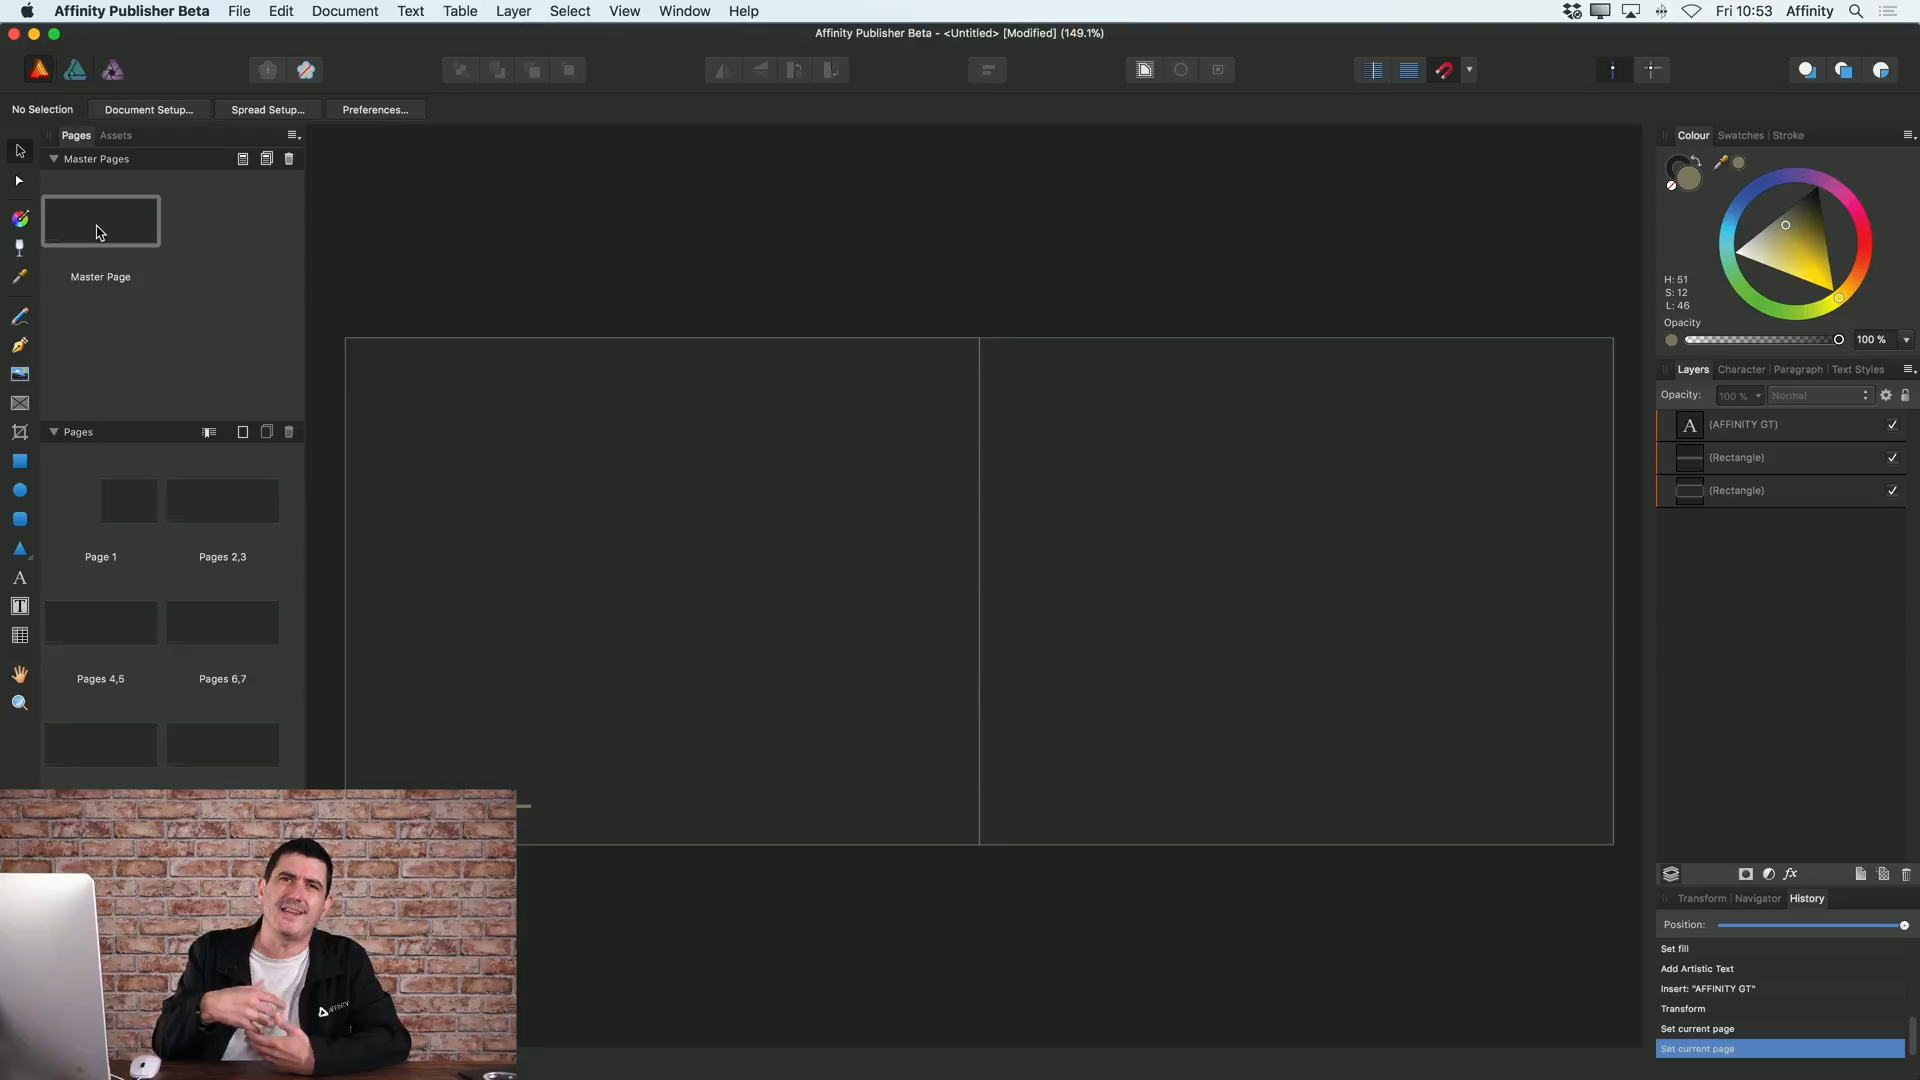 Affinity Publisher Beta File Edit Document Text Table Layer Select View Window Help Fri 10:53 Affinity
Affinity Publisher Beta - <Untitled> [Modified] (149.1%)
No Selection Document Setup... Spread Setup... Preferences...
Pages Assets
Master Pages
Master Page
Pages
Page 1 Pages 2,3
Pages 4,5 Pages 6,7
Colour Swatches Stroke
H: 51
S: 12
L: 46
Opacity
100 %
Layers Character Paragraph Text Styles
Opacity: 100 % Normal
A (AFFINITY GT)
(Rectangle)
(Rectangle)
fx
Transform Navigator History
Position:
Set fill
Add Artistic Text
Insert: "AFFINITY GT"
Transform
Set current page
Set current page
A
T
AFFINITY